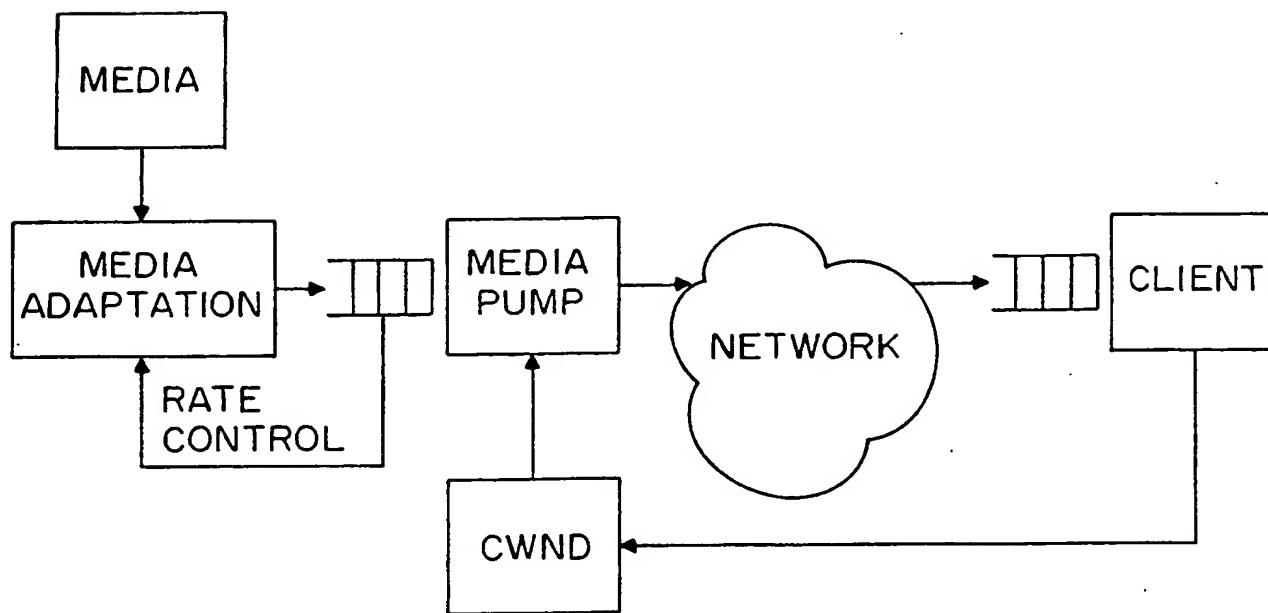 MEDIA
MEDIA
ADAPTATION
MEDIA
PUMP
NETWORK
CLIENT
RATE
CONTROL
CWND